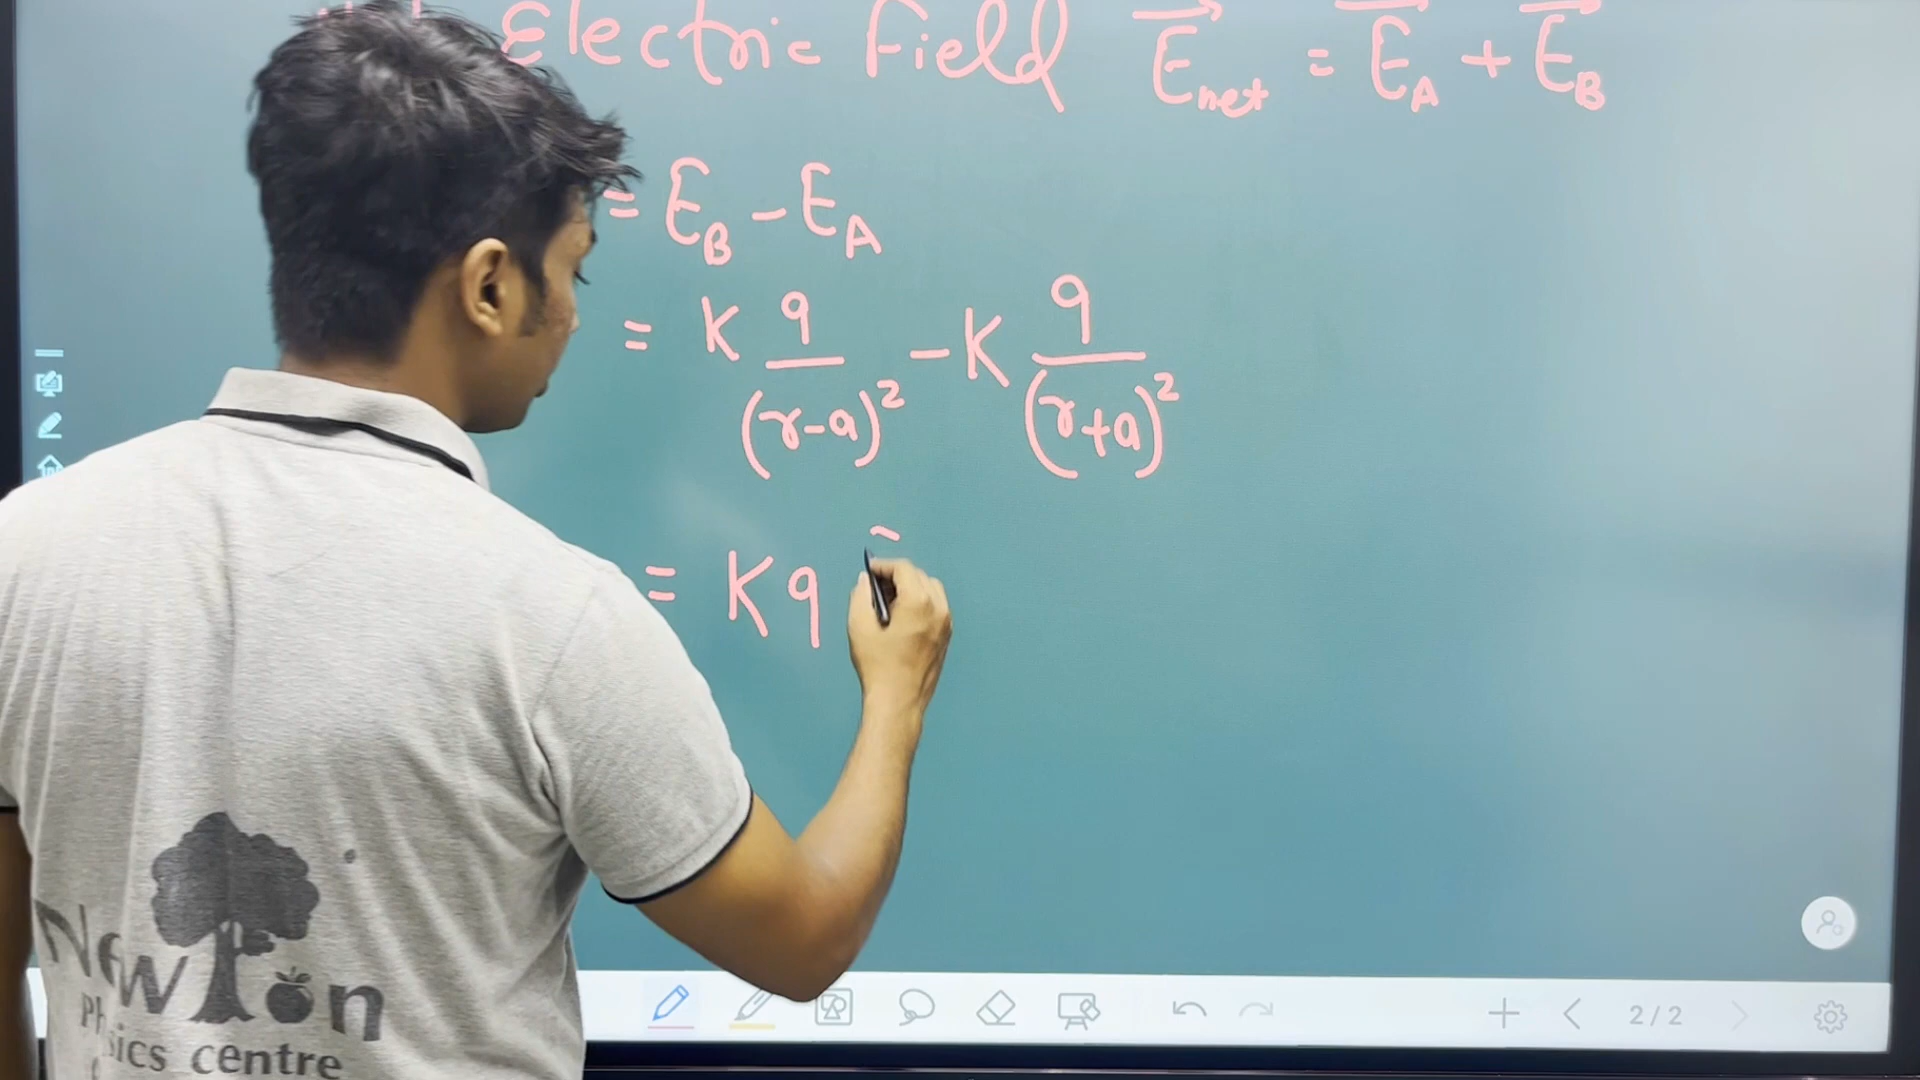 Electric Field E⃗net = E⃗A + E⃗B
= EB - EA
= K q/(r-a)² - K q/(r+a)²
= Kq
Newton
Physics centre
2/2